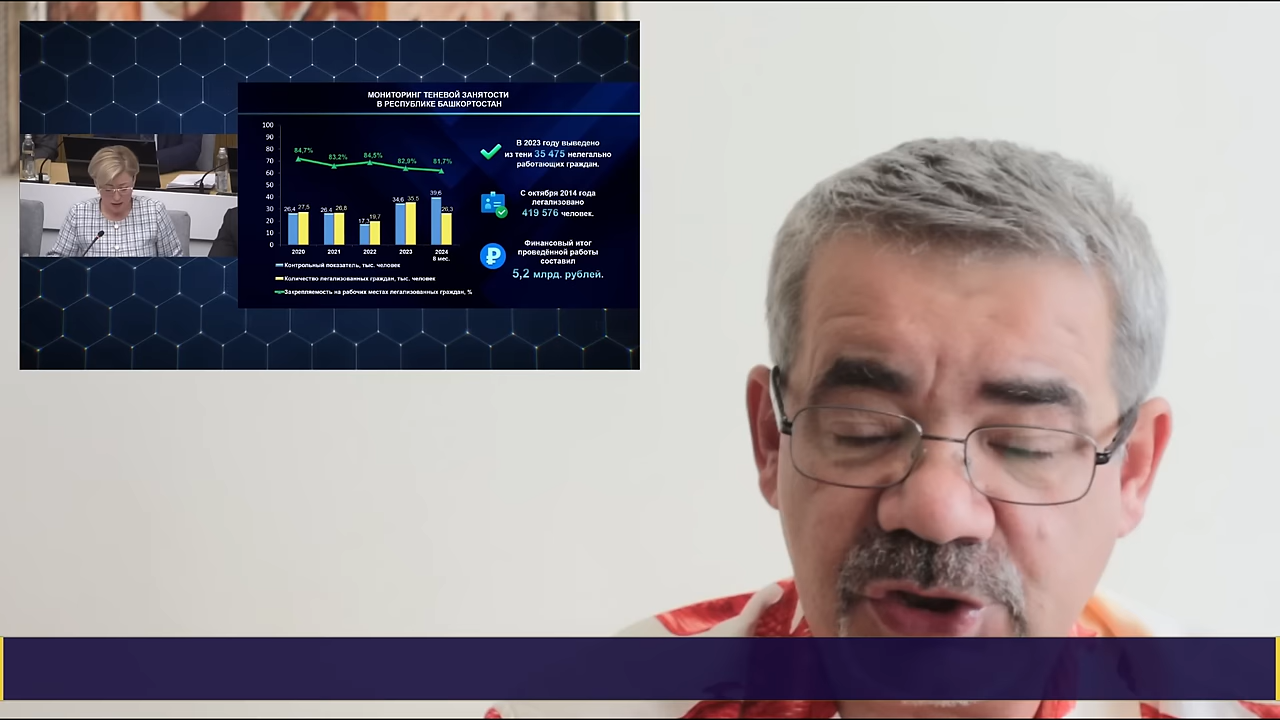 МОНИТОРИНГ ТЕНЕВОЙ ЗАНЯТОСТИ
В РЕСПУБЛИКЕ БАШКОРТОСТАН
100
90
80
70
60
50
40
30
20
10
0
84,7%
83,2%
84,5%
82,9%
81,7%
26,4
27,5
26,4
26,8
17,3
19,7
34,6
35,5
39,6
26,3
2020
2021
2022
2023
2024
8 мес.
Контрольный показатель, тыс. человек
Количество легализованных граждан, тыс. человек
Закрепляемость на рабочих местах легализованных граждан, %
В 2023 году выведено
из тени 35 475 нелегально
работающих граждан.
С октября 2014 года
легализовано
419 576 человек.
Финансовый итог
проведённой работы
составил
5,2 млрд. рублей.